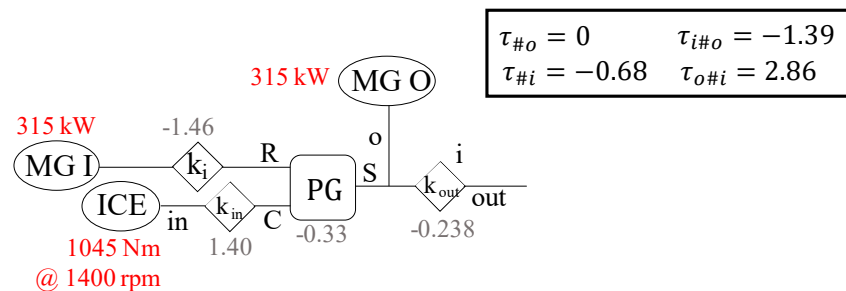 τ#o = 0 τi#o = −1.39
τ#i = −0.68 τo#i = 2.86
315 kW MG O
315 kW -1.46 o i
MG I ki R PG S kout out
ICE in kin C -0.33 -0.238
1045 Nm 1.40
@ 1400 rpm